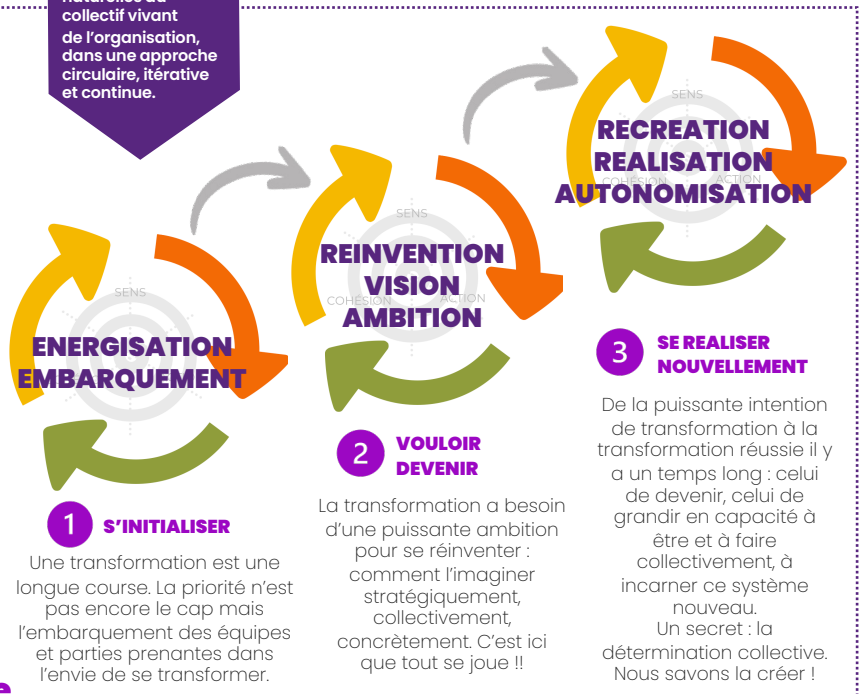 naturelles du
collectif vivant
de l'organisation,
dans une approche
circulaire, itérative
et continue.
SENS
ENERGISATION
EMBARQUEMENT
1 S'INITIALISER
Une transformation est une
longue course. La priorité n'est
pas encore le cap mais
l'embarquement des équipes
et parties prenantes dans
l'envie de se transformer.
SENS
REINVENTION
VISION
COHÉSION ACTION
AMBITION
2 VOULOIR
DEVENIR
La transformation a besoin
d'une puissante ambition
pour se réinventer :
comment l'imaginer
stratégiquement,
collectivement,
concrètement. C'est ici
que tout se joue !!
SENS
RECREATION
REALISATION
COHÉSION ACTION
AUTONOMISATION
3 SE REALISER
NOUVELLEMENT
De la puissante intention
de transformation à la
transformation réussie il y
a un temps long : celui
de devenir, celui de
grandir en capacité à
être et à faire
collectivement, à
incarner ce système
nouveau.
Un secret : la
détermination collective.
Nous savons la créer !